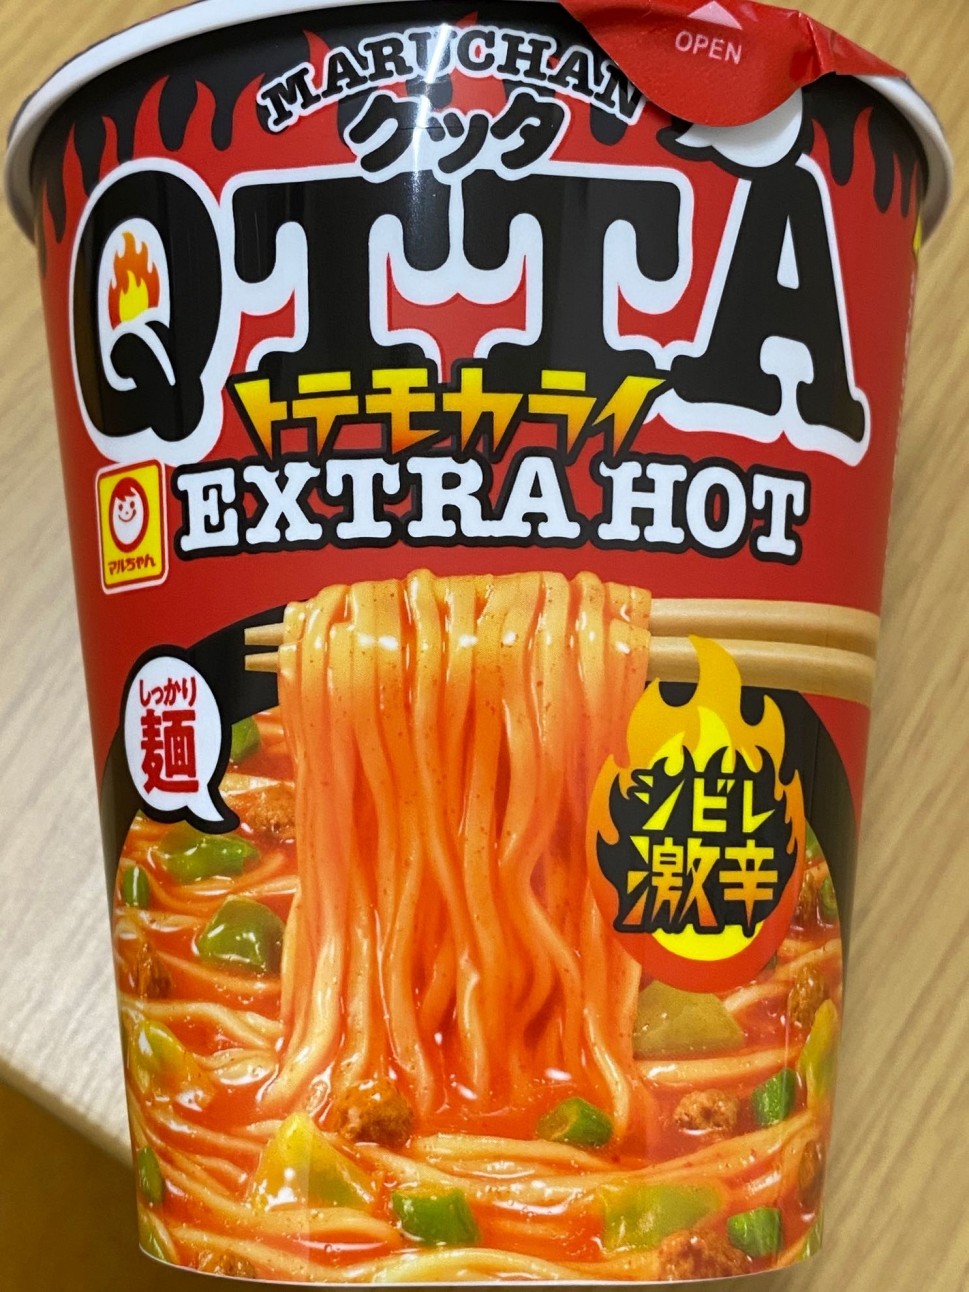 OPEN
MARUCHAN
クッタ
QTTA
トテモカライ
EXTRA HOT
マルちゃん
しっかり
麺
シビレ
激辛